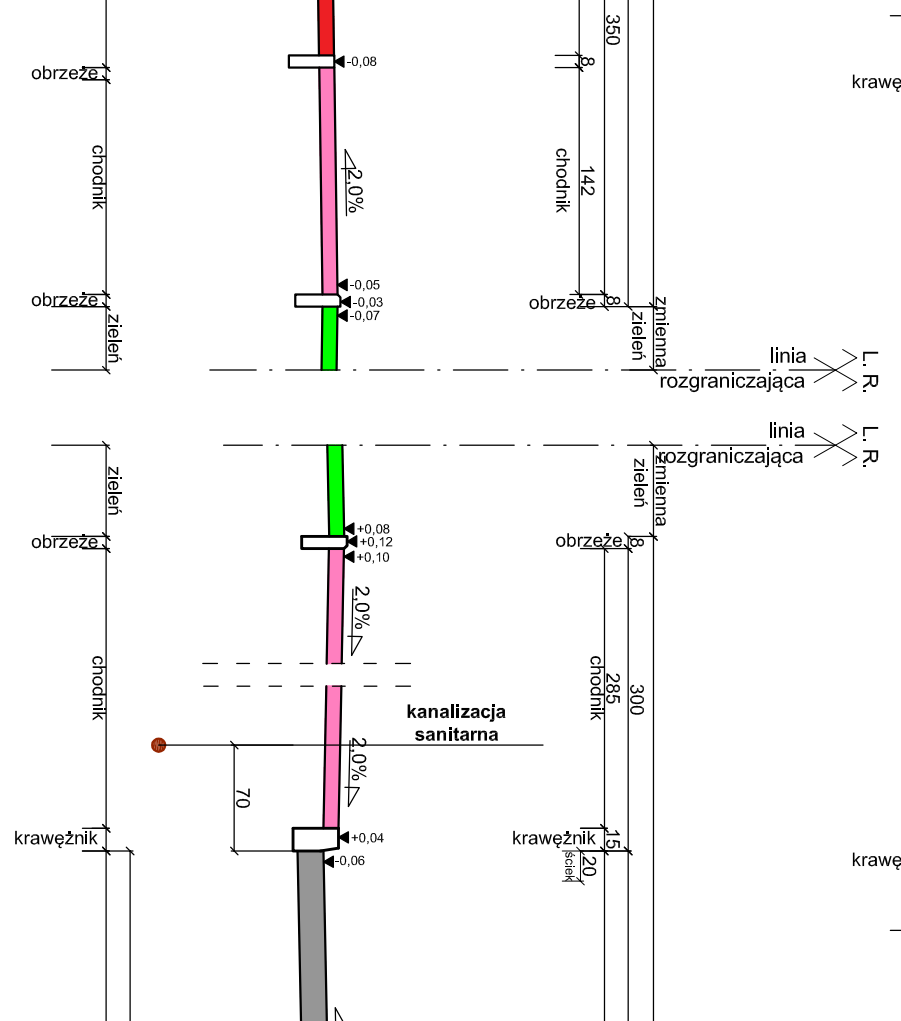 350
-0,08
8
obrzeże
krawę
chodnik
2,0%
chodnik
142
-0,05
obrzeże
-0,03
obrzeże
8
-0,07
zieleń
zieleń
zmienna
linia
rozgraniczająca
L. R.
linia
rozgraniczająca
L. R.
zieleń
zieleń
zmienna
+0,08
obrzeże
+0,12
obrzeże
8
+0,10
2,0%
chodnik
chodnik
285
300
kanalizacja
sanitarna
2,0%
70
krawężnik
+0,04
krawężnik
15
-0,06
ściek
20
krawę